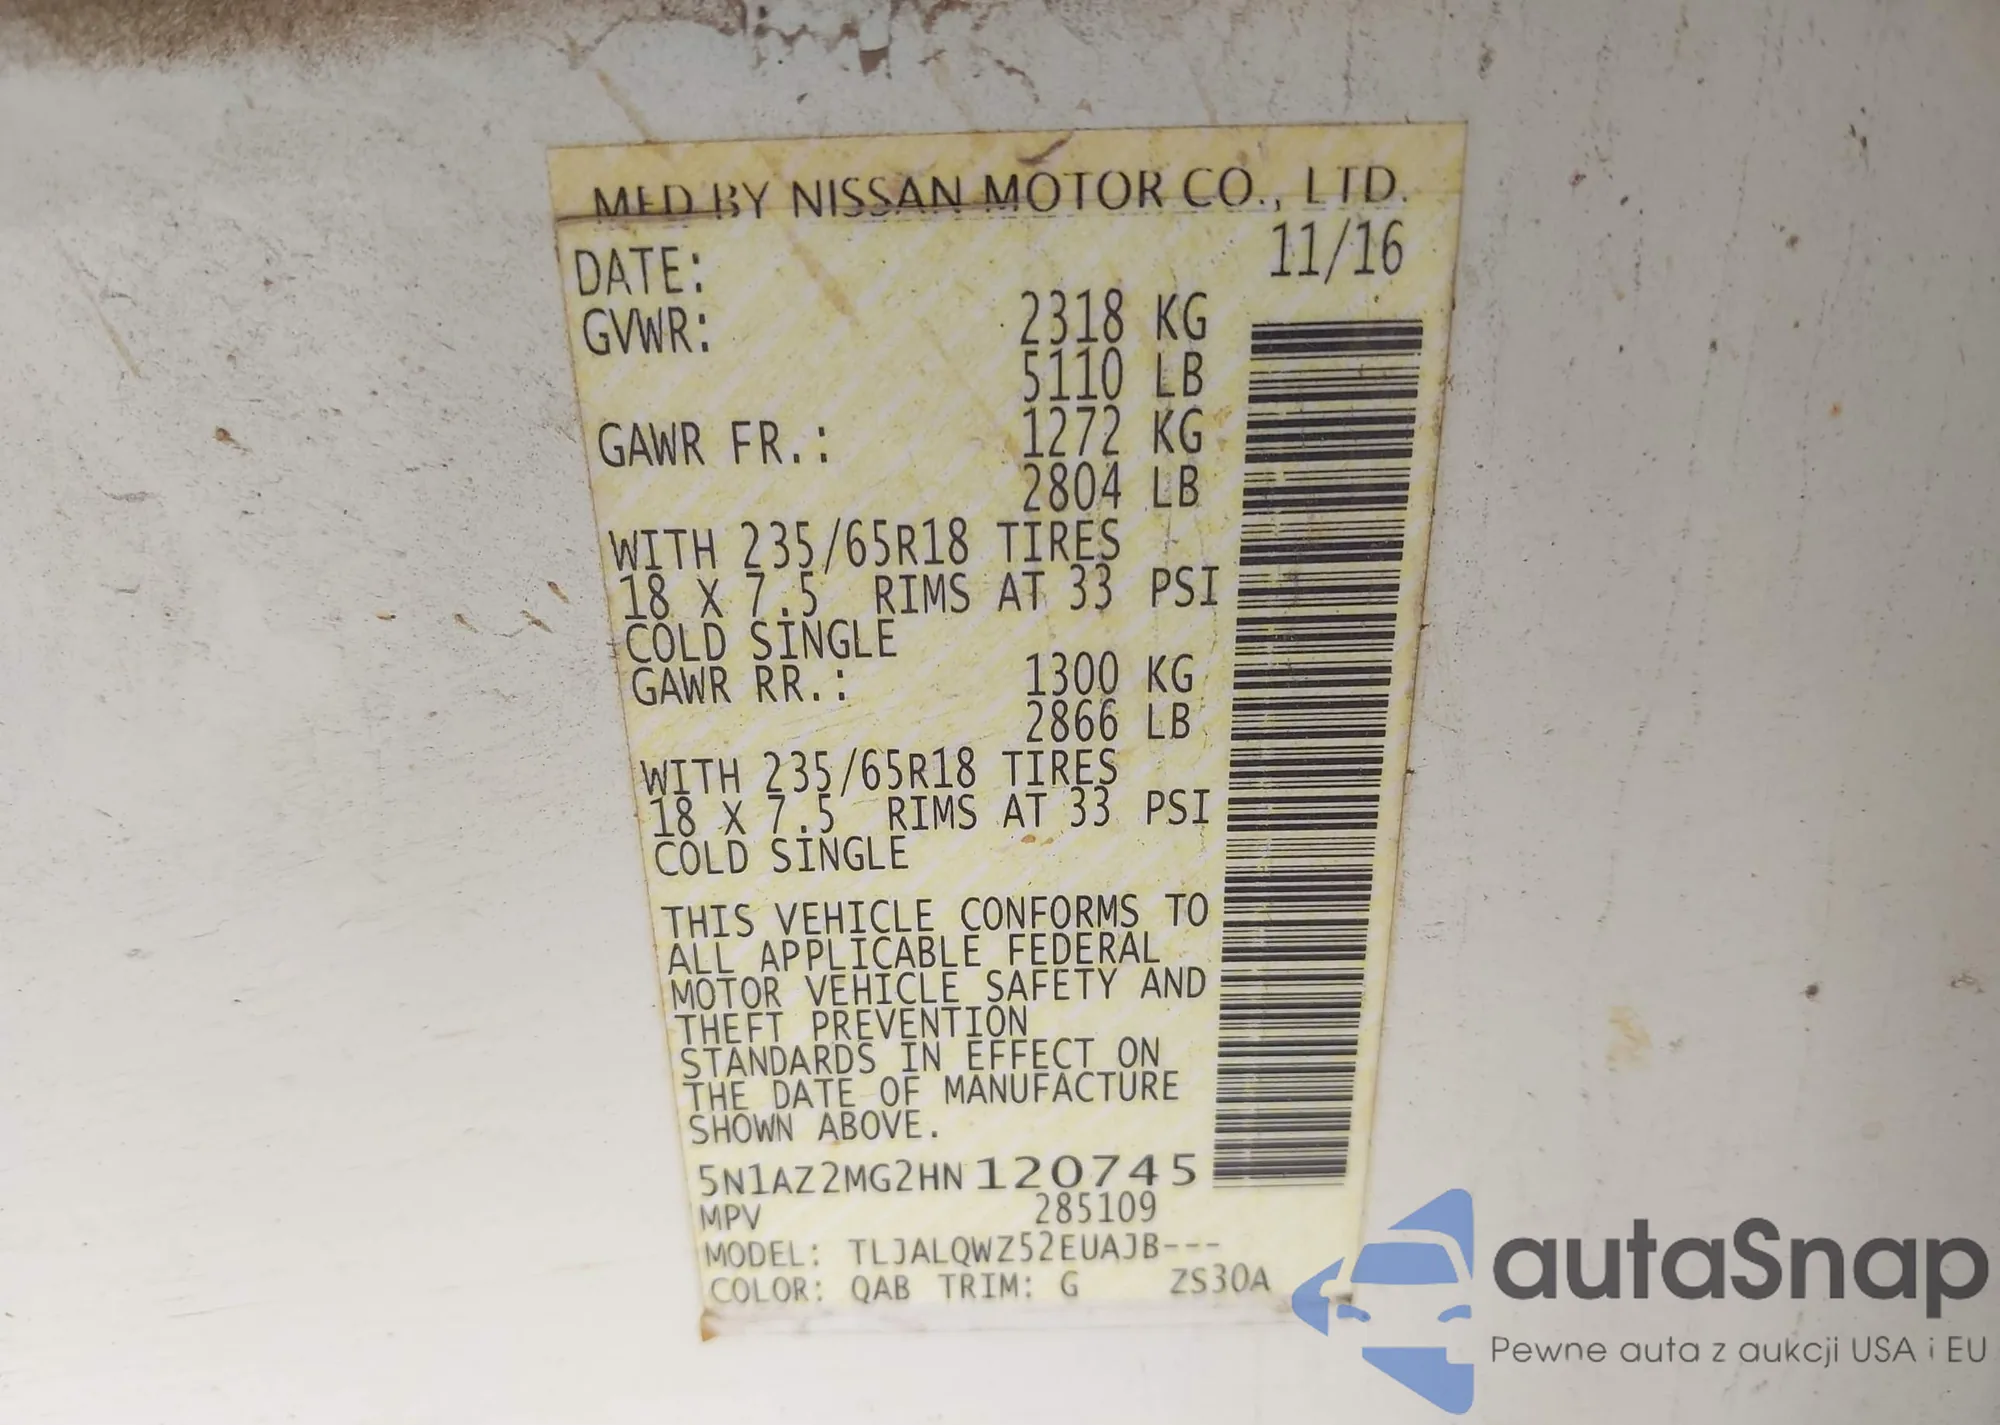 MFD BY NISSAN MOTOR CO., LTD.
DATE: 11/16
GVWR: 2318 KG
5110 LB
GAWR FR.: 1272 KG
2804 LB
WITH 235/65R18 TIRES
18 X 7.5 RIMS AT 33 PSI
COLD SINGLE
GAWR RR.: 1300 KG
2866 LB
WITH 235/65R18 TIRES
18 X 7.5 RIMS AT 33 PSI
COLD SINGLE
THIS VEHICLE CONFORMS TO
ALL APPLICABLE FEDERAL
MOTOR VEHICLE SAFETY AND
THEFT PREVENTION
STANDARDS IN EFFECT ON
THE DATE OF MANUFACTURE
SHOWN ABOVE.
5N1AZ2MG2HN120745
MPV 285109
MODEL: TLJALQWZ52EUAJB---
COLOR: QAB TRIM: G ZS30A
autaSnap
Pewne auta z aukcji USA i EU